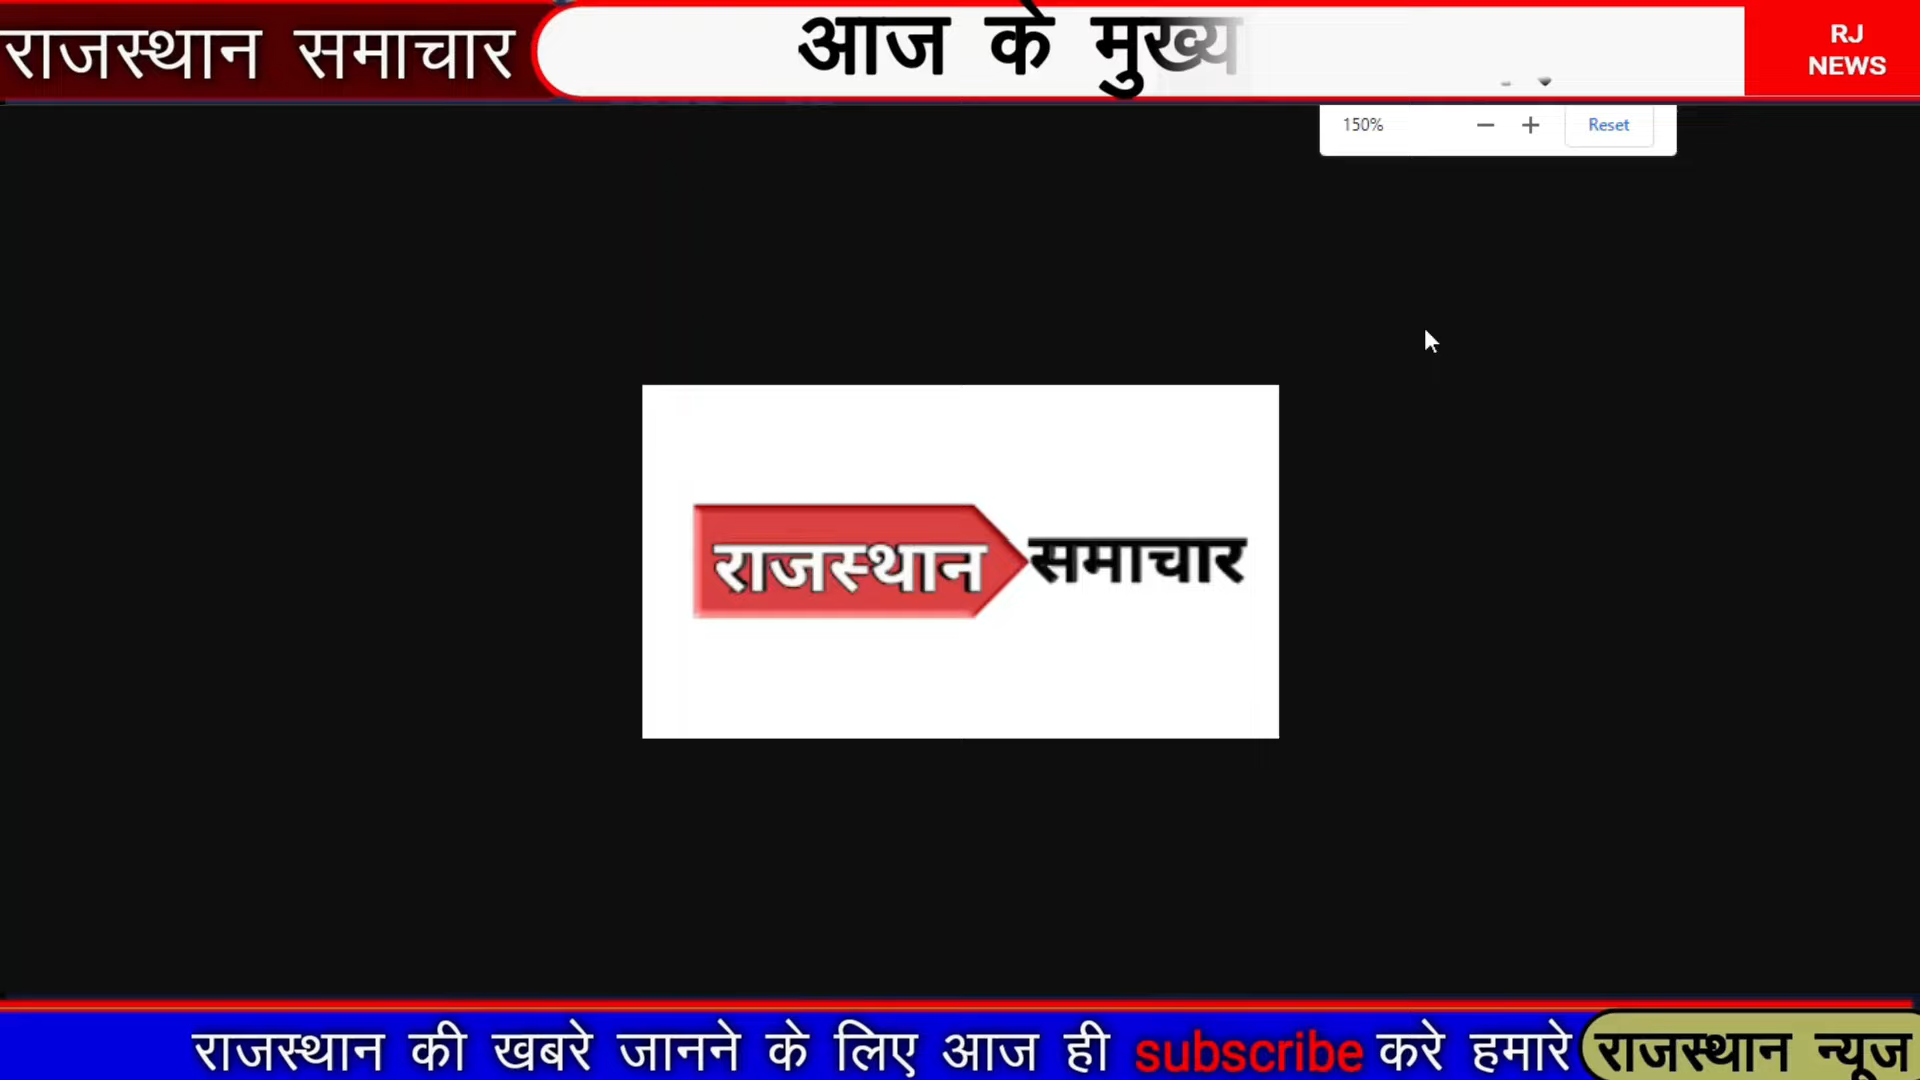 राजस्थान समाचार
आज के मुख्य
RJ
NEWS
150% − + Reset
राजस्थान समाचार
राजस्थान की खबरे जानने के लिए आज ही subscribe करे हमारे राजस्थान न्यूज